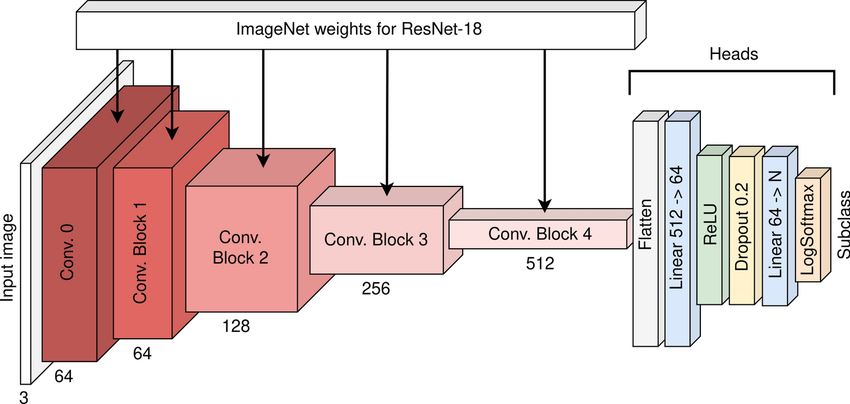 ImageNet weights for ResNet-18
Heads
Input image
3
Conv. 0
64
Conv. Block 1
64
Conv.
Block 2
128
Conv. Block 3
256
Conv. Block 4
512
Flatten
Linear 512 -> 64
ReLU
Dropout 0.2
Linear 64 -> N
LogSoftmax
Subclass